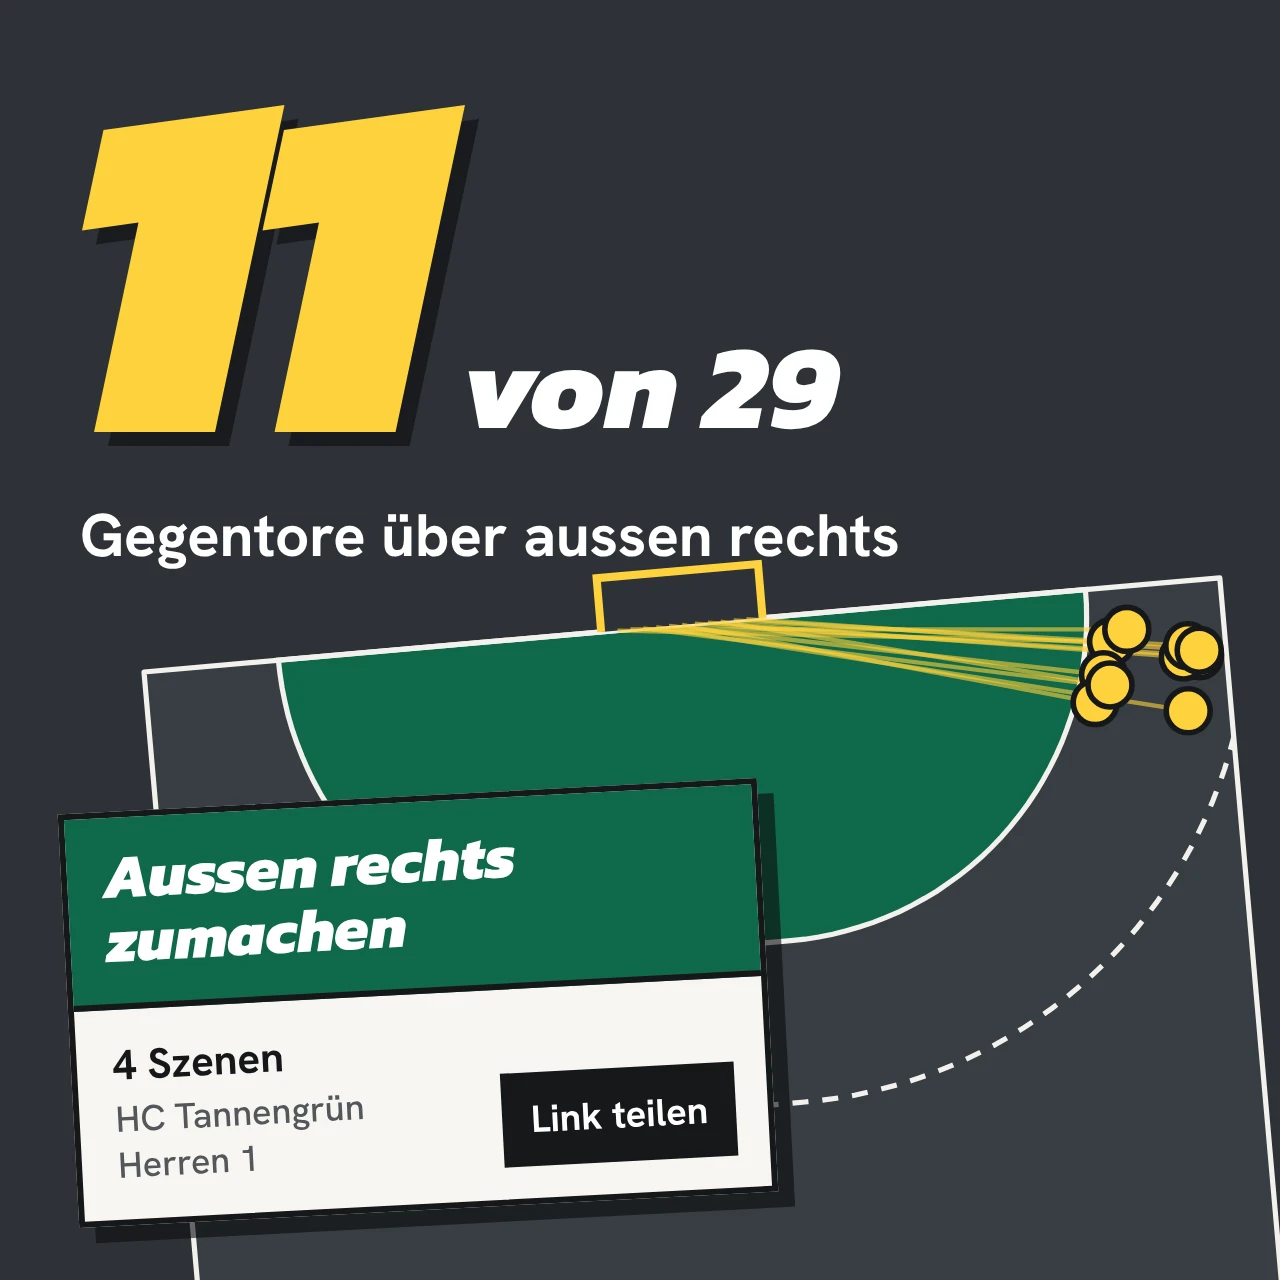 11 von 29
Gegentore über aussen rechts
Aussen rechts
zumachen
4 Szenen
HC Tannengrün
Herren 1
Link teilen